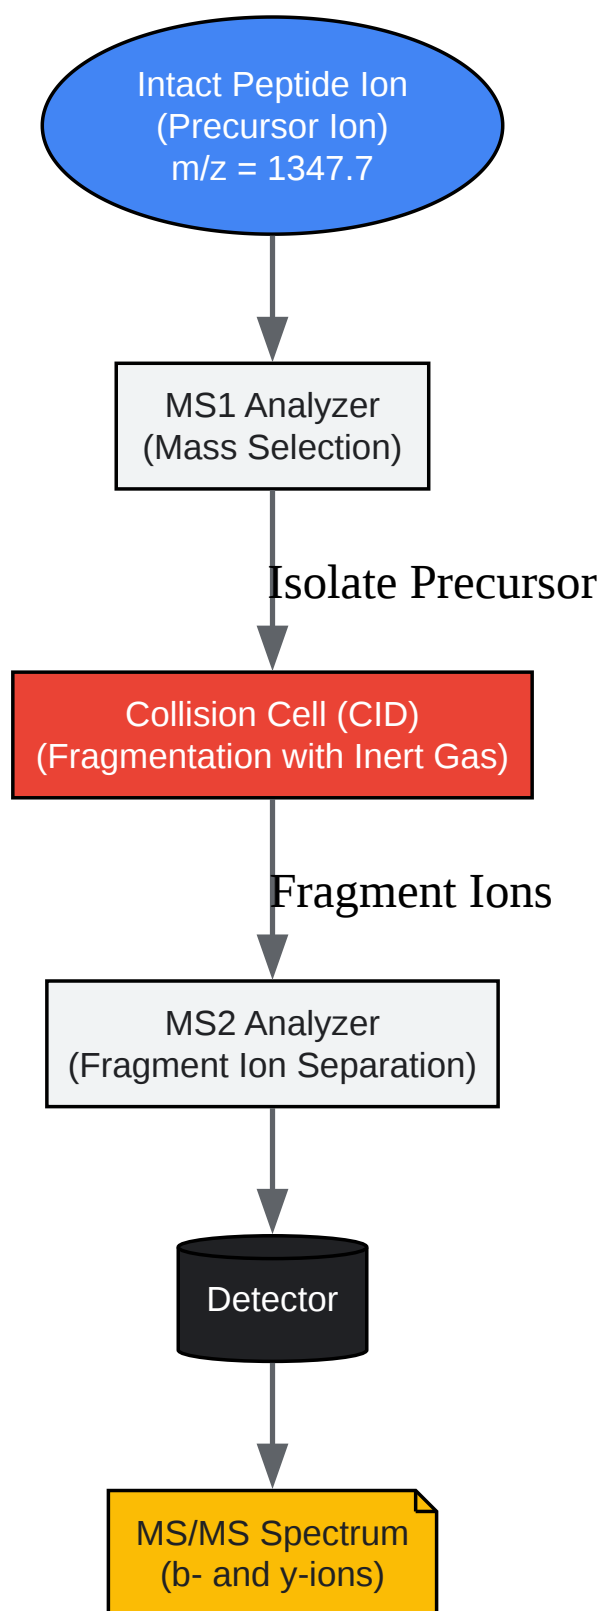 Intact Peptide Ion
(Precursor Ion)
m/z = 1347.7
MS1 Analyzer
(Mass Selection)
Isolate Precursor
Collision Cell (CID)
(Fragmentation with Inert Gas)
Fragment Ions
MS2 Analyzer
(Fragment Ion Separation)
Detector
MS/MS Spectrum
(b- and y-ions)